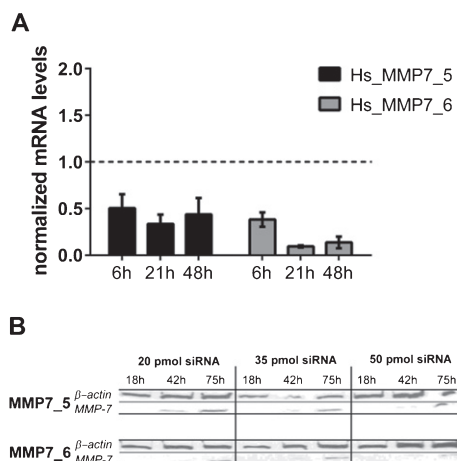 A
normalized mRNA levels
2.0
1.5
1.0
0.5
0.0
6h 21h 48h 6h 21h 48h
Hs_MMP7_5
Hs_MMP7_6
B
20 pmol siRNA 35 pmol siRNA 50 pmol siRNA
18h 42h 75h 18h 42h 75h 18h 42h 75h
MMP7_5
β-actin
MMP-7
MMP7_6
β-actin
MMP-7